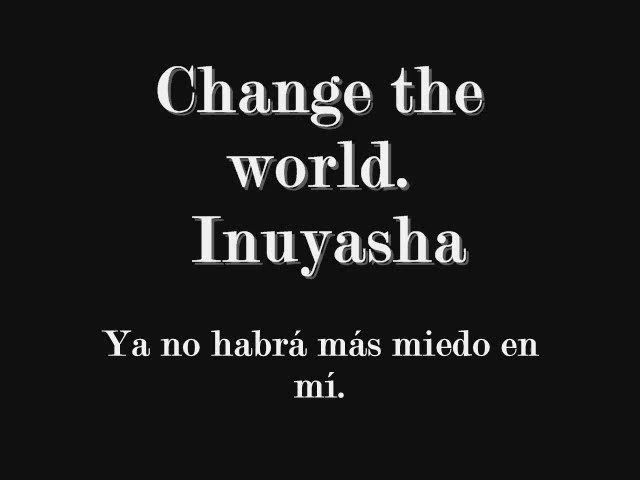 Change the
world.
Inuyasha
Ya no habrá más miedo en
mí.